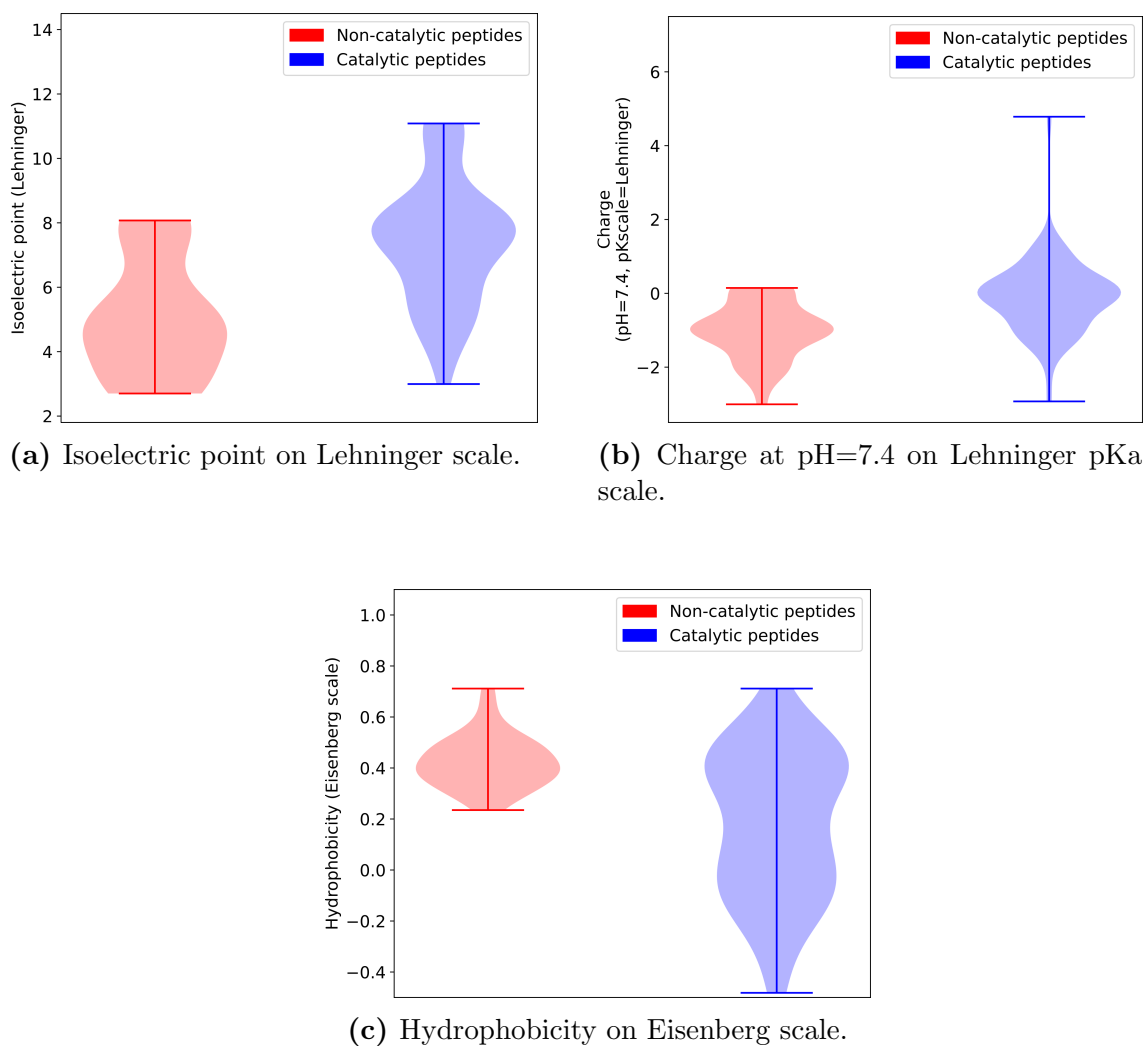 Isoelectric point (Lehninger)
14
12
10
8
6
4
2
Non-catalytic peptides
Catalytic peptides
(a) Isoelectric point on Lehninger scale.
Charge
(pH=7.4, pKscale=Lehninger)
6
4
2
0
−2
Non-catalytic peptides
Catalytic peptides
(b) Charge at pH=7.4 on Lehninger pKa
scale.
Hydrophobicity (Eisenberg scale)
1.0
0.8
0.6
0.4
0.2
0.0
−0.2
−0.4
Non-catalytic peptides
Catalytic peptides
(c) Hydrophobicity on Eisenberg scale.